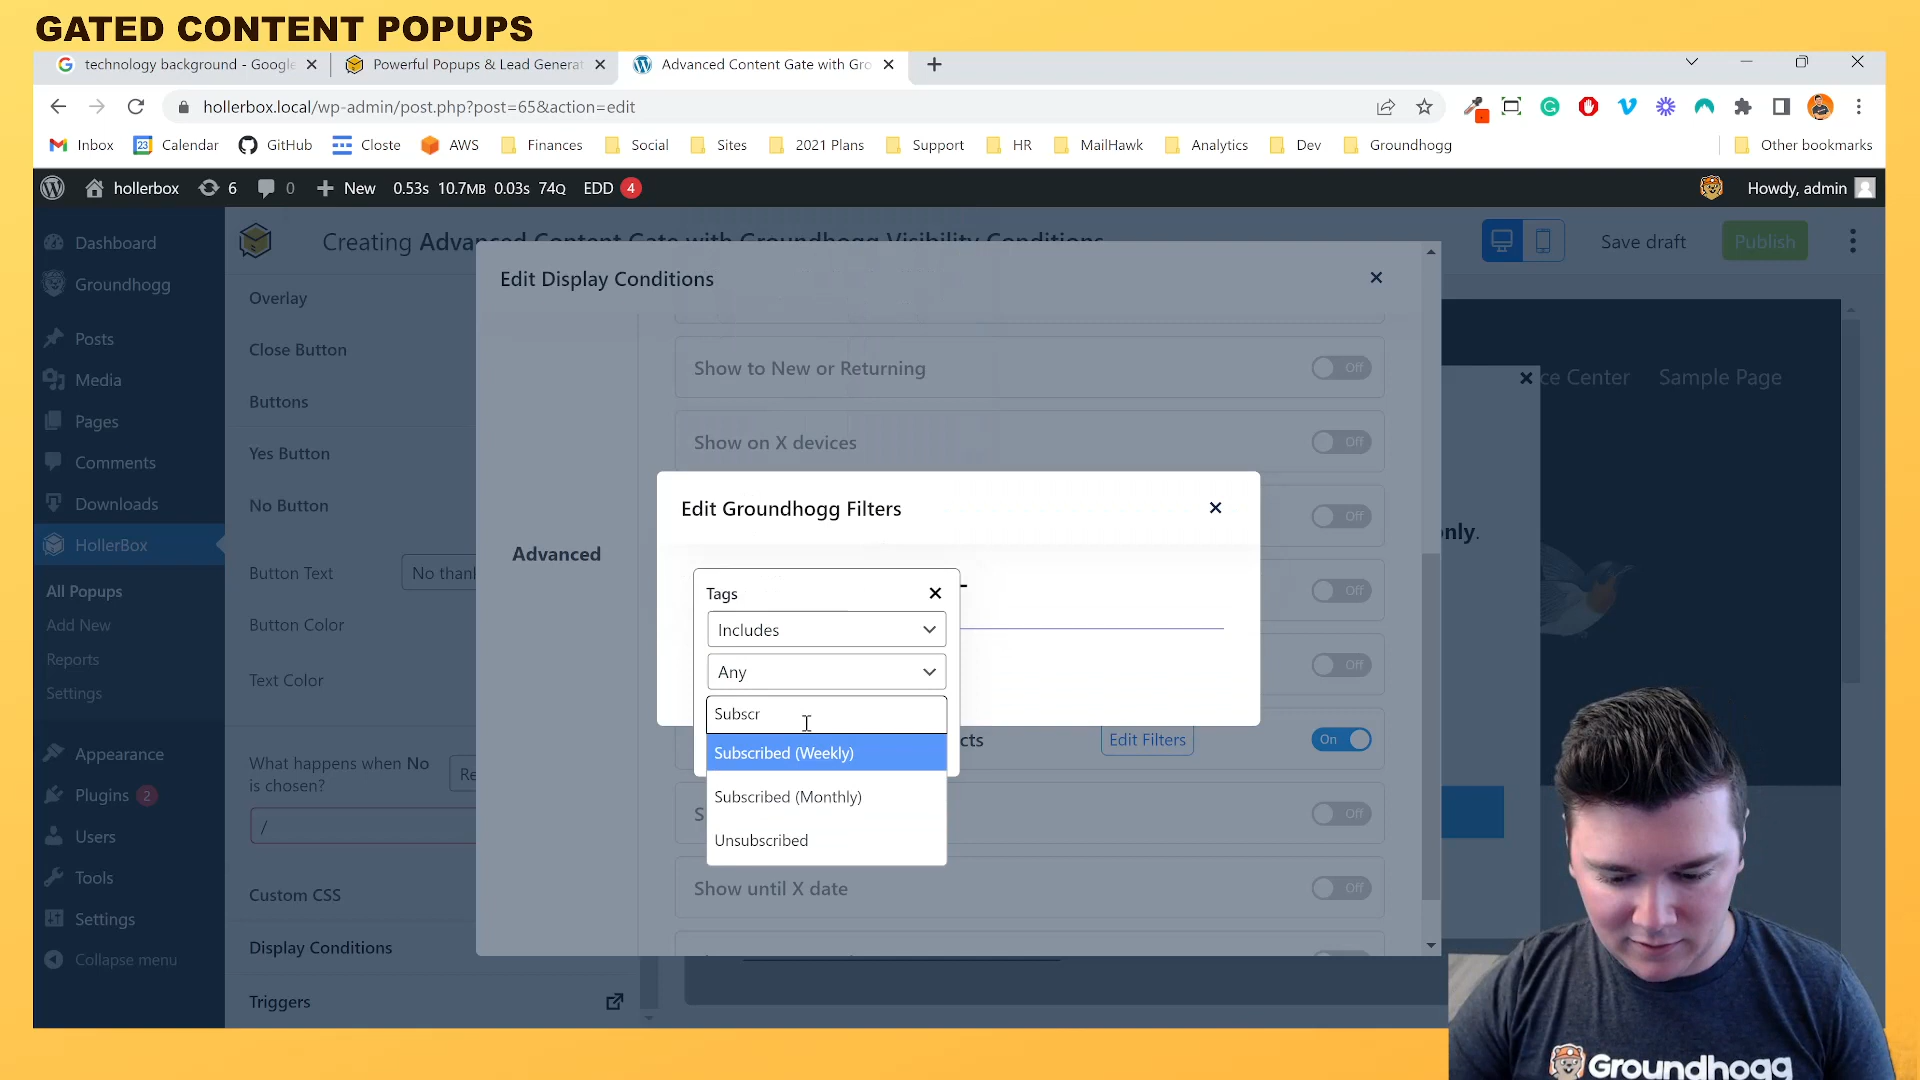 GATED CONTENT POPUPS
technology background - Google
Powerful Popups & Lead Generat
Advanced Content Gate with Gro
hollerbox.local/wp-admin/post.php?post=65&action=edit
Inbox
23 Calendar
GitHub
Closte
AWS
Finances
Social
Sites
2021 Plans
Support
HR
MailHawk
Analytics
Dev
Groundhogg
Other bookmarks
hollerbox
6
0
New
0.53s 10.7MB 0.03s 74Q
EDD 4
Howdy, admin
Dashboard
Groundhogg
Posts
Media
Pages
Comments
Downloads
HollerBox
All Popups
Add New
Reports
Settings
Appearance
Plugins 2
Users
Tools
Settings
Collapse menu
Creating Advanced Content Gate with Groundhogg Visibility Conditions
Save draft
Publish
Overlay
Close Button
Buttons
Yes Button
No Button
Button Text
No thank
Button Color
Text Color
What happens when No
is chosen?
Re
/
Custom CSS
Display Conditions
Triggers
Edit Display Conditions
Advanced
Show to New or Returning
Off
Show on X devices
Off
Off
Off
Off
cts
Edit Filters
On
S
Off
Show until X date
Off
Edit Groundhogg Filters
Tags
Includes
Any
Subscr
Subscribed (Weekly)
Subscribed (Monthly)
Unsubscribed
ce Center
Sample Page
only.
Groundhogg